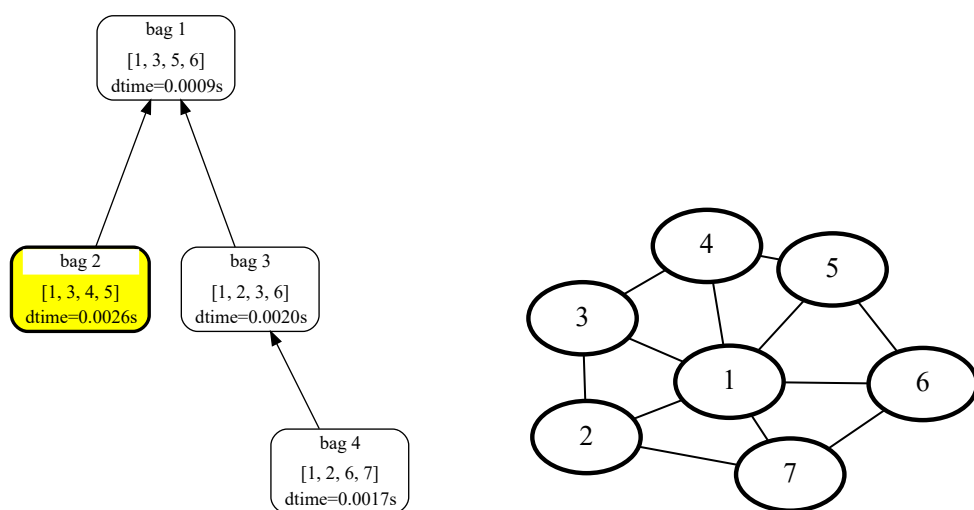 bag 1
[1, 3, 5, 6]
dtime=0.0009s
bag 2
[1, 3, 4, 5]
dtime=0.0026s
bag 3
[1, 2, 3, 6]
dtime=0.0020s
bag 4
[1, 2, 6, 7]
dtime=0.0017s
4
5
3
1
6
2
7